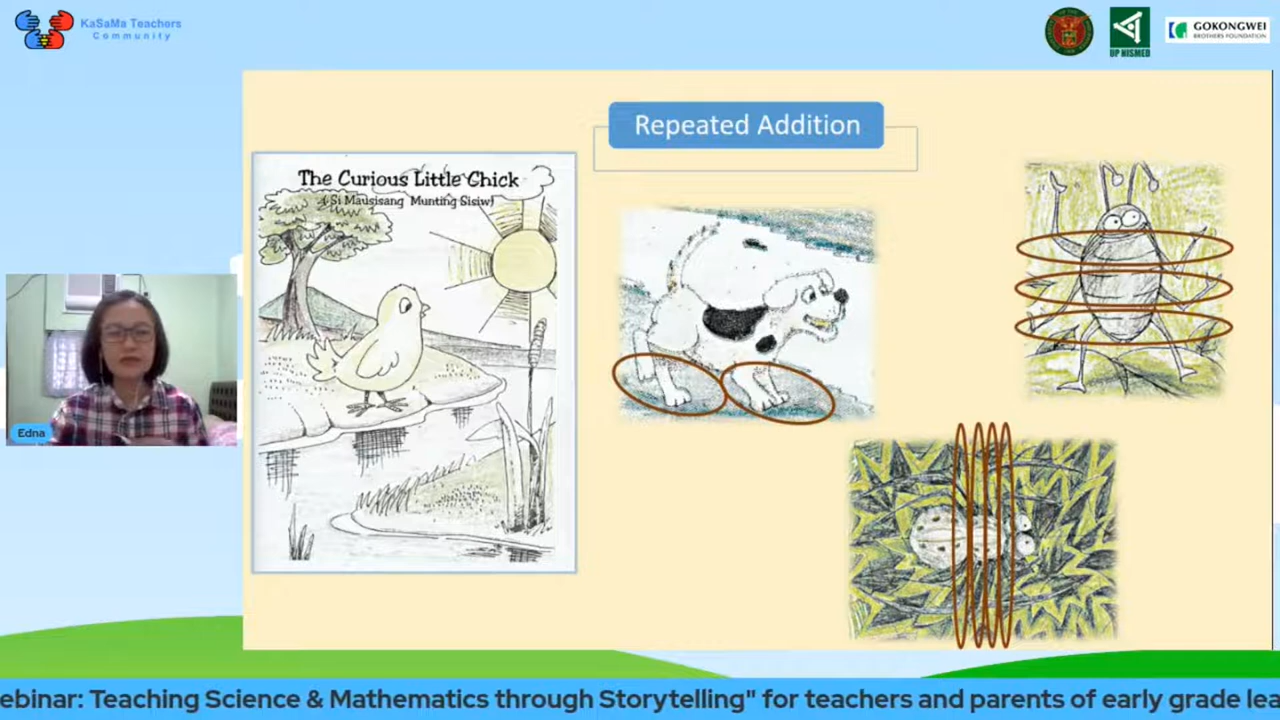 KaSaMa Teachers
Community
UP NISMED
GOKONGWEI
BROTHERS FOUNDATION
Repeated Addition
The Curious Little Chick
( Si Mausisang Munting Sisiw)
Edna
ebinar: Teaching Science & Mathematics through Storytelling" for teachers and parents of early grade lea